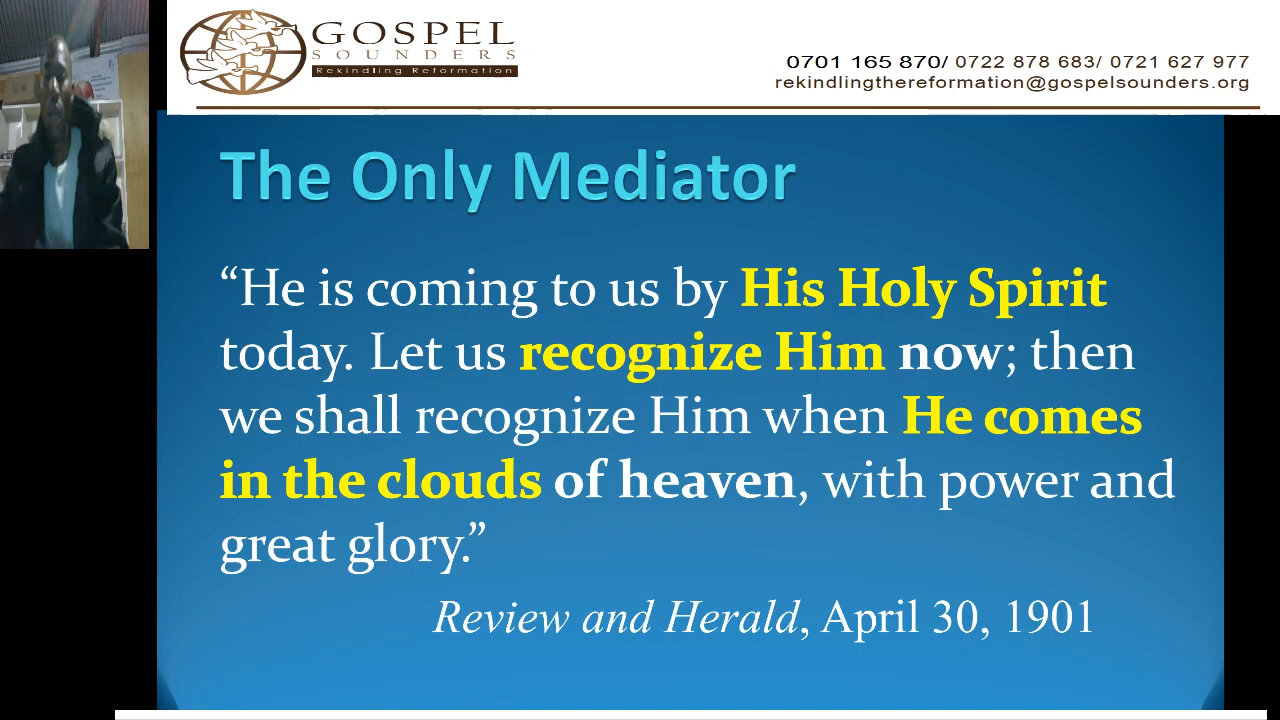 GOSPEL
SOUNDERS
Rekindling Reformation
0701 165 870/ 0722 878 683/ 0721 627 977
rekindlingthereformation@gospelsounders.org
The Only Mediator
“He is coming to us by His Holy Spirit
today. Let us recognize Him now; then
we shall recognize Him when He comes
in the clouds of heaven, with power and
great glory.”
Review and Herald, April 30, 1901